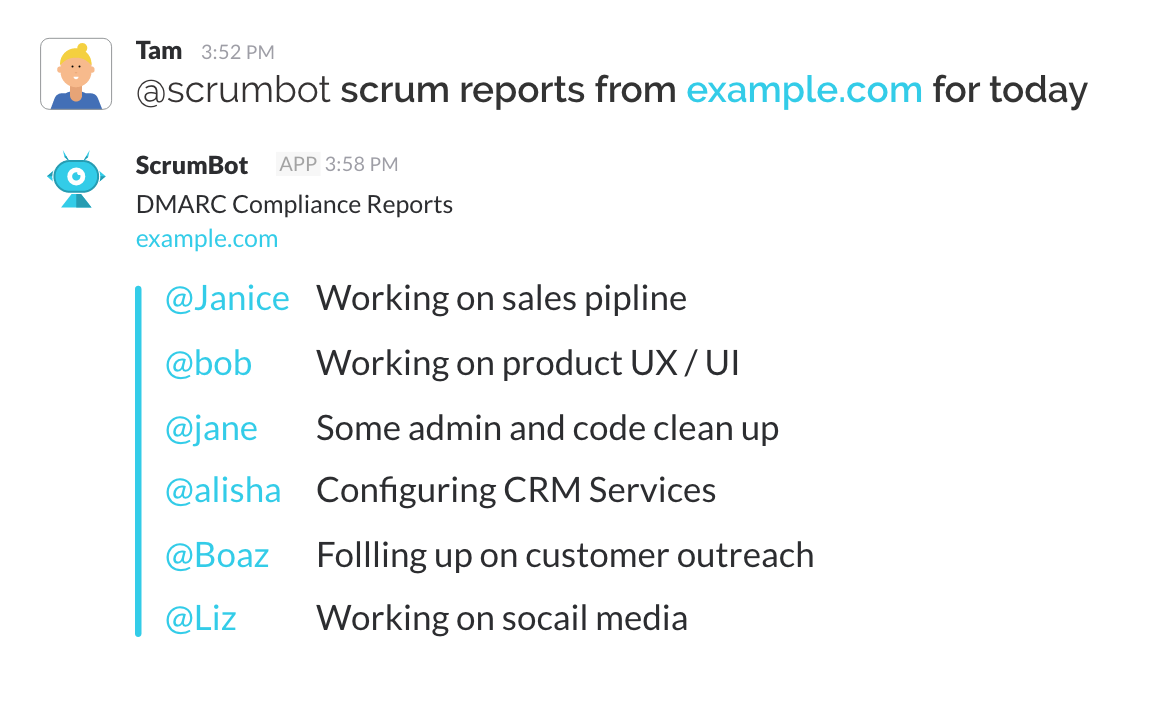 Tam 3:52 PM
@scrumbot scrum reports from example.com for today
ScrumBot APP 3:58 PM
DMARC Compliance Reports
example.com
@Janice Working on sales pipline
@bob Working on product UX / UI
@jane Some admin and code clean up
@alisha Configuring CRM Services
@Boaz Follling up on customer outreach
@Liz Working on socail media